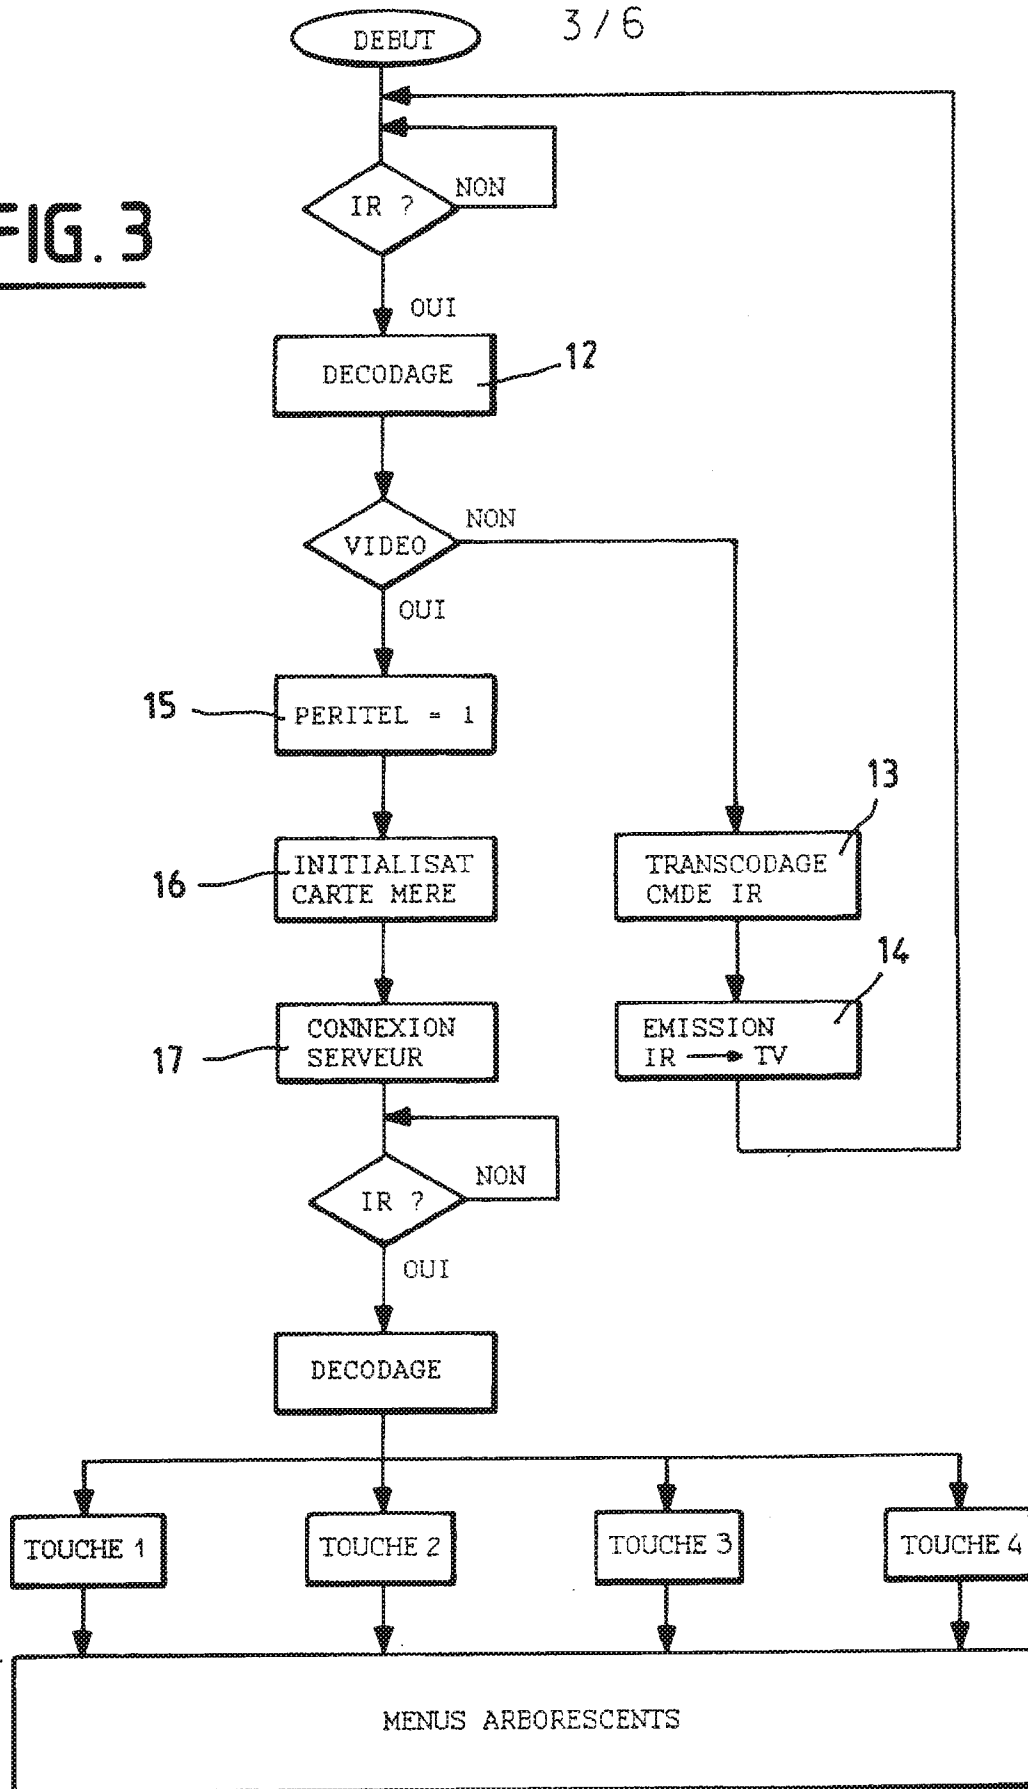 3/6
DEBUT
FIG. 3
IR ?
NON
OUI
DECODAGE
12
VIDEO
NON
OUI
15
PERITEL = 1
13
16
INITIALISAT
CARTE MERE
TRANSCODAGE
CMDE IR
14
17
CONNEXION
SERVEUR
EMISSION
IR → TV
IR ?
NON
OUI
DECODAGE
TOUCHE 1
TOUCHE 2
TOUCHE 3
TOUCHE 4
MENUS ARBORESCENTS